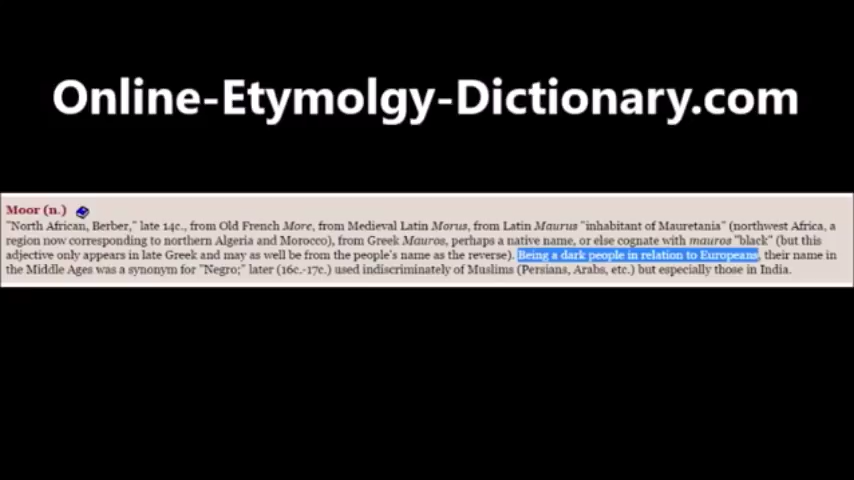 Online-Etymolgy-Dictionary.com
Moor (n.)
"North African, Berber," late 14c., from Old French More, from Medieval Latin Morus, from Latin Maurus "inhabitant of Mauretania" (northwest Africa, a
region now corresponding to northern Algeria and Morocco), from Greek Mauros, perhaps a native name, or else cognate with mauros "black" (but this
adjective only appears in late Greek and may as well be from the people's name as the reverse). Being a dark people in relation to Europeans, their name in
the Middle Ages was a synonym for "Negro;" later (16c.-17c.) used indiscriminately of Muslims (Persians, Arabs, etc.) but especially those in India.